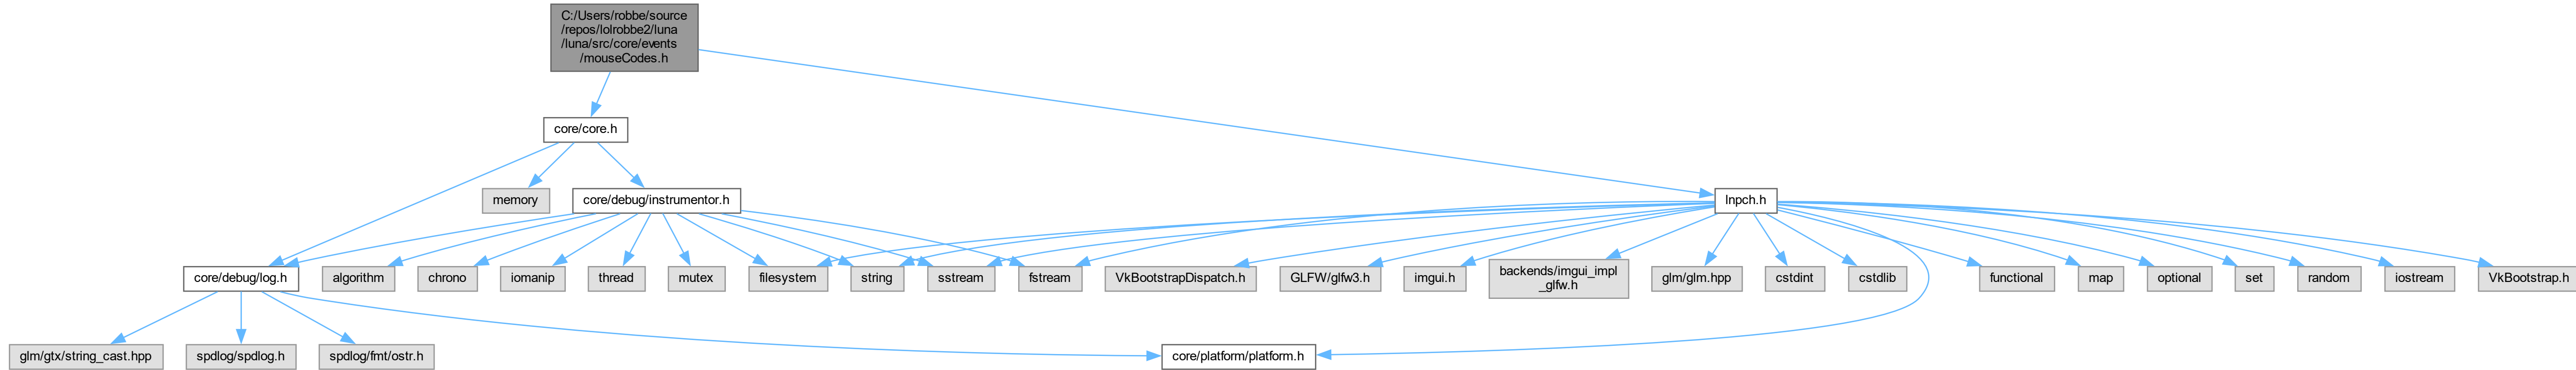 C:/Users/robbe/source
/repos/lolrobbe2/luna
/luna/src/core/events
/mouseCodes.h
core/core.h
memory
core/debug/instrumentor.h
lnpch.h
core/debug/log.h
algorithm
chrono
iomanip
thread
mutex
filesystem
string
sstream
fstream
VkBootstrapDispatch.h
GLFW/glfw3.h
imgui.h
backends/imgui_impl
_glfw.h
glm/glm.hpp
cstdint
cstdlib
functional
map
optional
set
random
iostream
VkBootstrap.h
glm/gtx/string_cast.hpp
spdlog/spdlog.h
spdlog/fmt/ostr.h
core/platform/platform.h